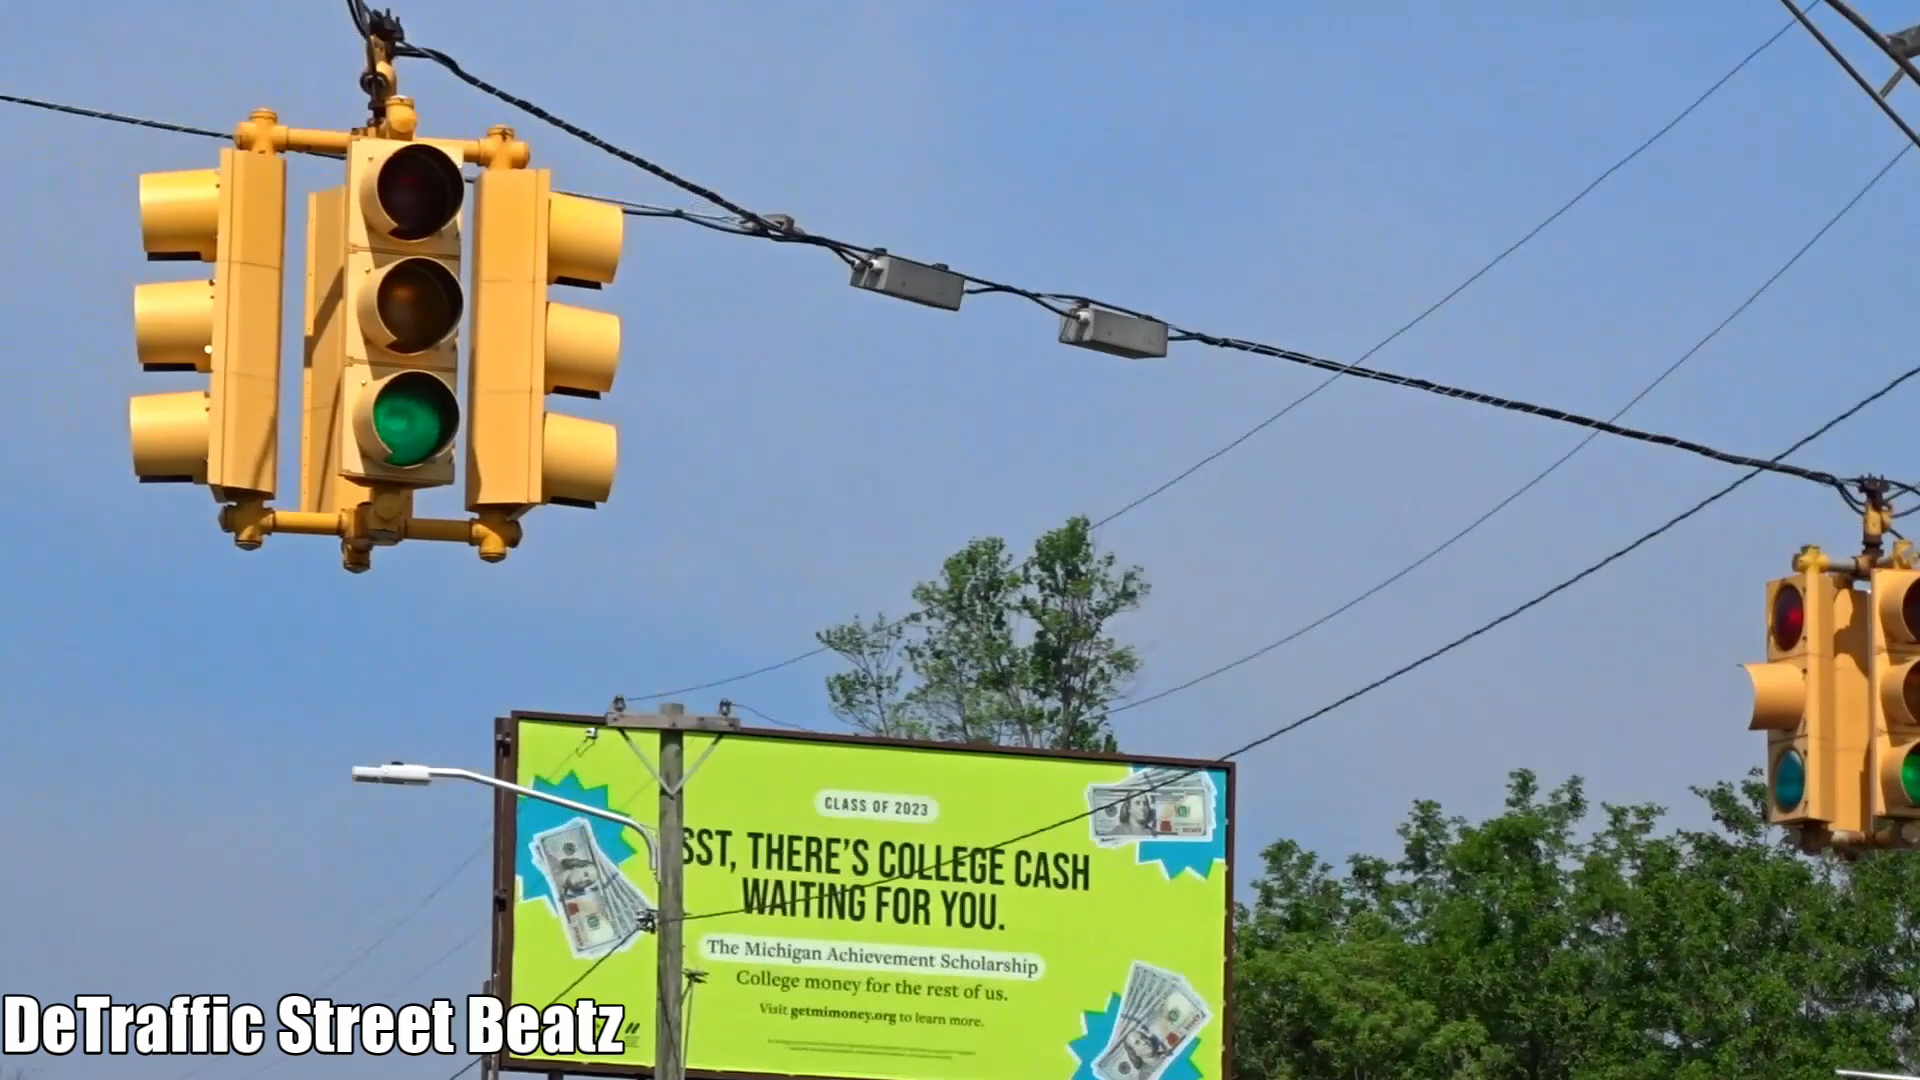 CLASS OF 2023
SST, THERE'S COLLEGE CASH
WAITING FOR YOU.
The Michigan Achievement Scholarship
College money for the rest of us.
Visit getmimoney.org to learn more.
DeTraffic Street Beatz